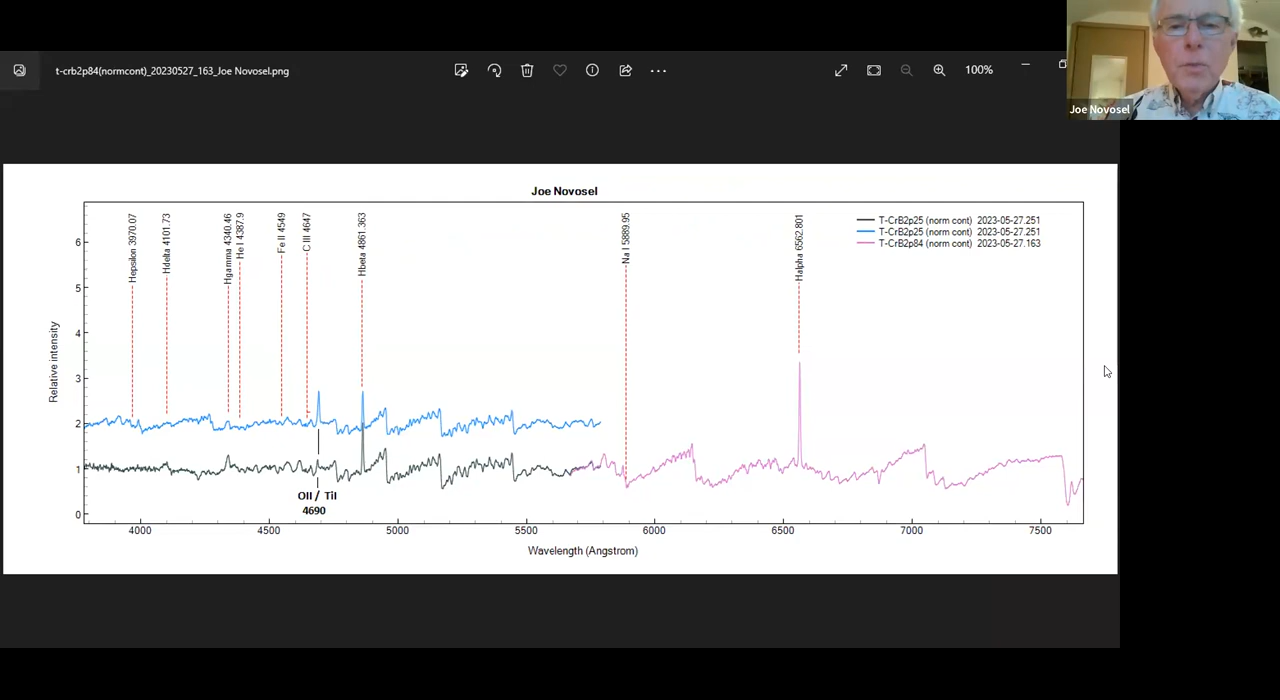 t-crb2p84(normcont)_20230527_163_Joe Novosel.png
100%
Joe Novosel
Joe Novosel
Hepsilon 3970.07
Hdelta 4101.73
Hgamma 4340.46
He I 4387.9
Fe II 4549
C III 4647
Hbeta 4861.363
Na I 5889.95
Halpha 6562.801
T-CrB2p25 (norm cont) 2023-05-27.251
T-CrB2p25 (norm cont) 2023-05-27.251
T-CrB2p84 (norm cont) 2023-05-27.163
Relative intensity
6
5
4
3
2
1
0
OII / TiI
4690
4000 4500 5000 5500 6000 6500 7000 7500
Wavelength (Angstrom)